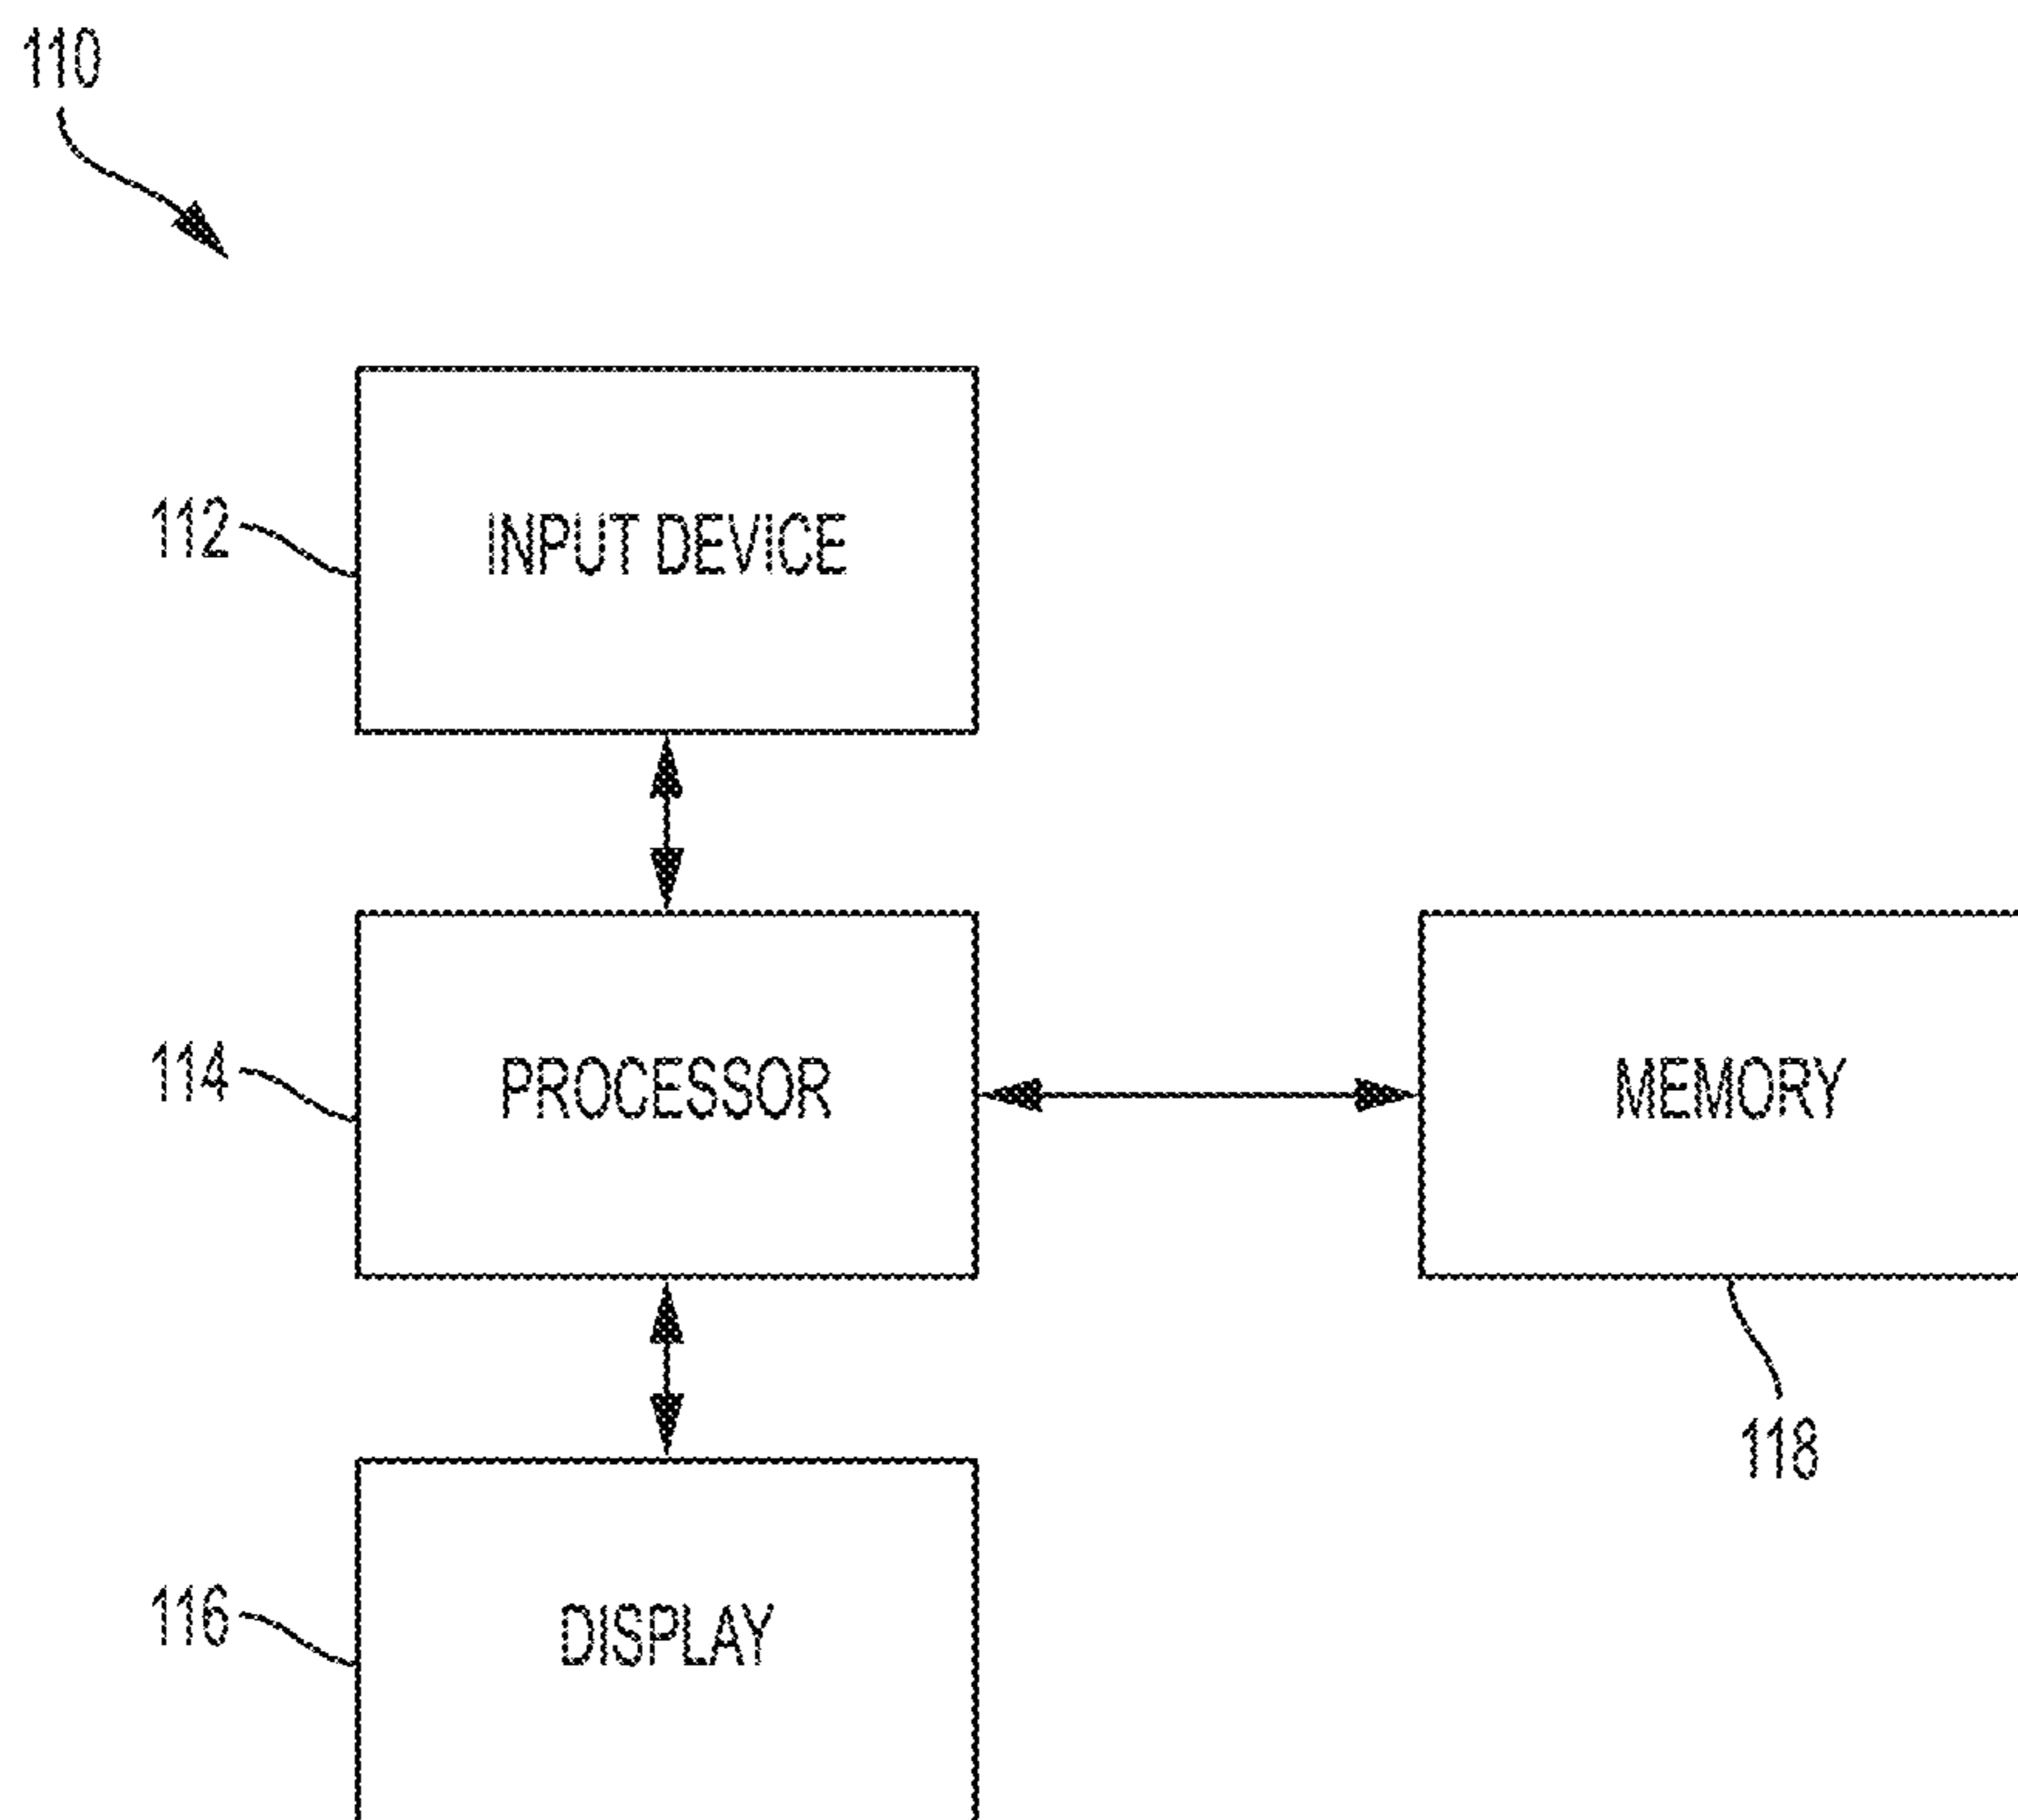 110
112
INPUT DEVICE
114
PROCESSOR
MEMORY
118
116
DISPLAY